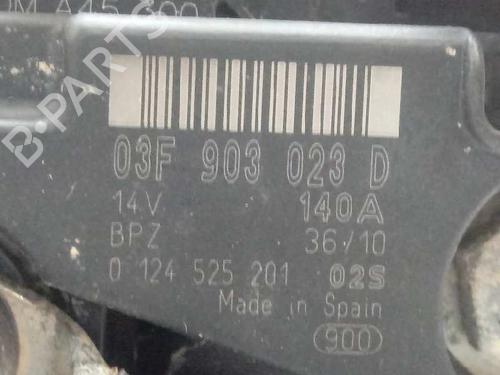 03F 903 023 D
14V 140A
BPZ 36/10
0 124 525 201 02S
Made in Spain
900
B-PARTS